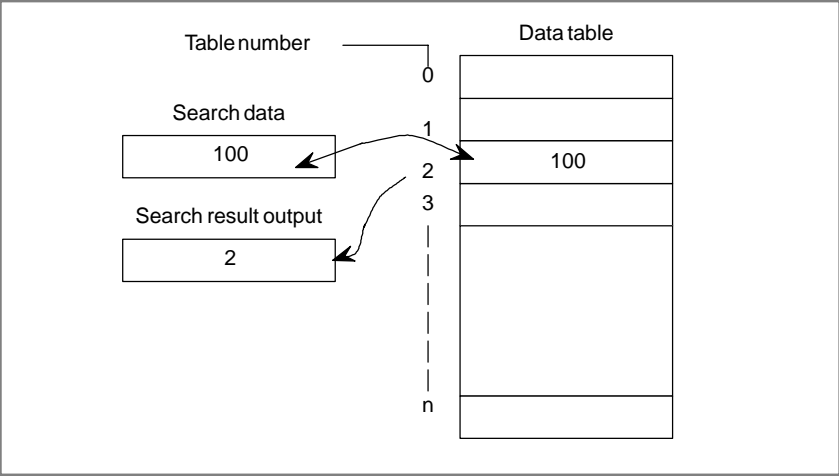 Table number
Data table
0
Search data
1
100
100
2
3
Search result output
2
n